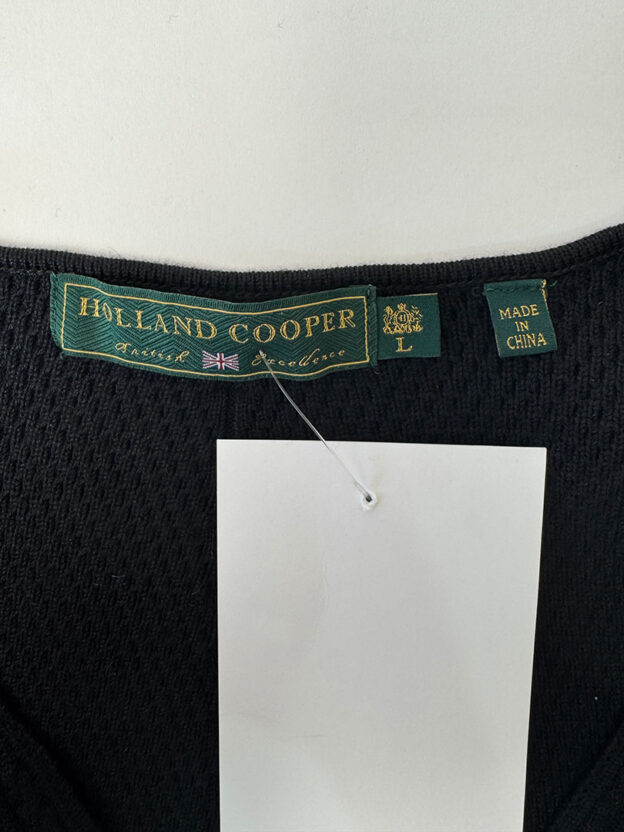 HOLLAND COOPER
British Excellence
L
MADE
IN
CHINA